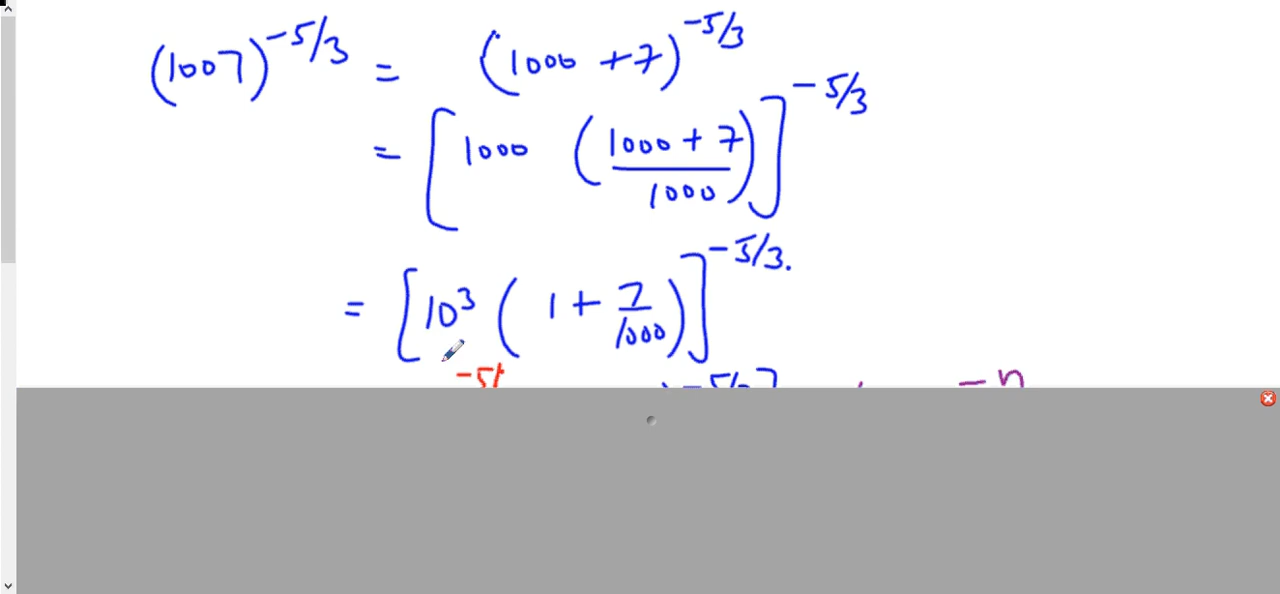 (1007)^{-5/3} = (1000 + 7)^{-5/3}
= [1000 ((1000 + 7)/1000)]^{-5/3}
= [10^3 (1 + 7/1000)]^{-5/3}.
-5 -n